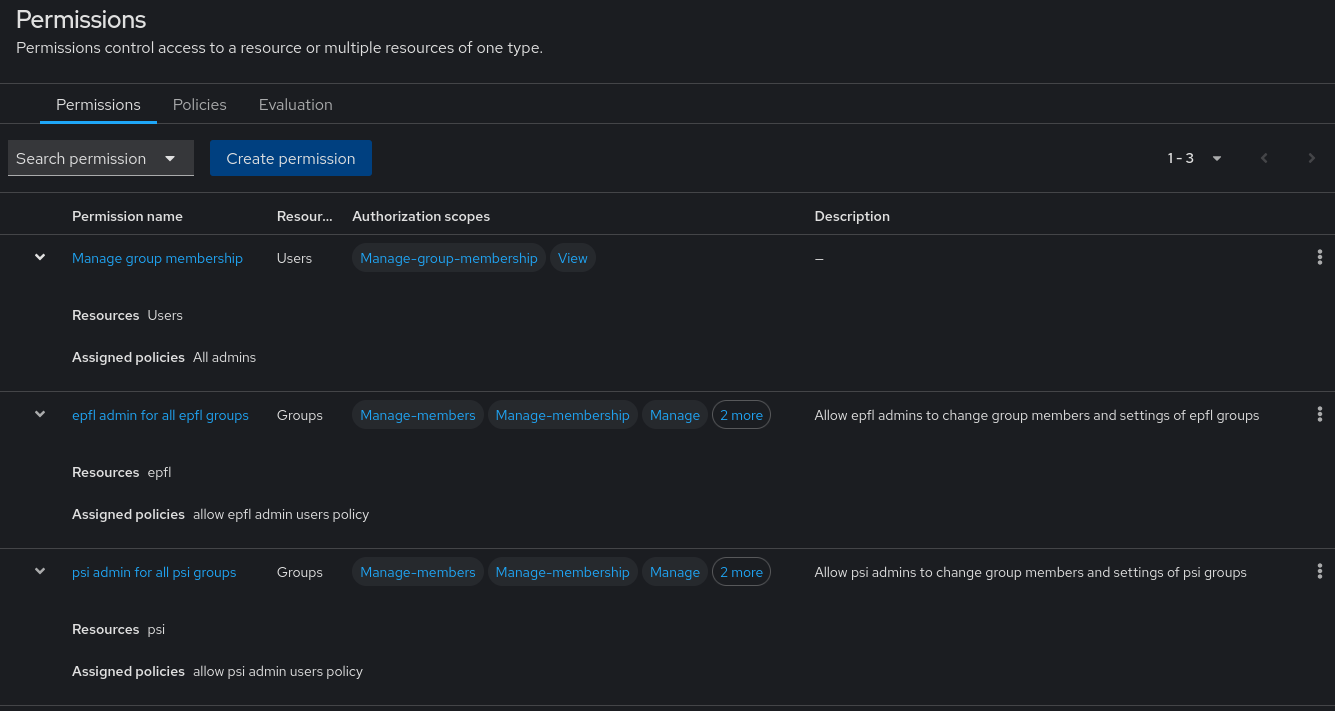 Permissions
Permissions control access to a resource or multiple resources of one type.
Permissions Policies Evaluation
Search permission Create permission 1 - 3
Permission name Resour... Authorization scopes Description
Manage group membership Users Manage-group-membership View –
Resources Users
Assigned policies All admins
epfl admin for all epfl groups Groups Manage-members Manage-membership Manage 2 more Allow epfl admins to change group members and settings of epfl groups
Resources epfl
Assigned policies allow epfl admin users policy
psi admin for all psi groups Groups Manage-members Manage-membership Manage 2 more Allow psi admins to change group members and settings of psi groups
Resources psi
Assigned policies allow psi admin users policy